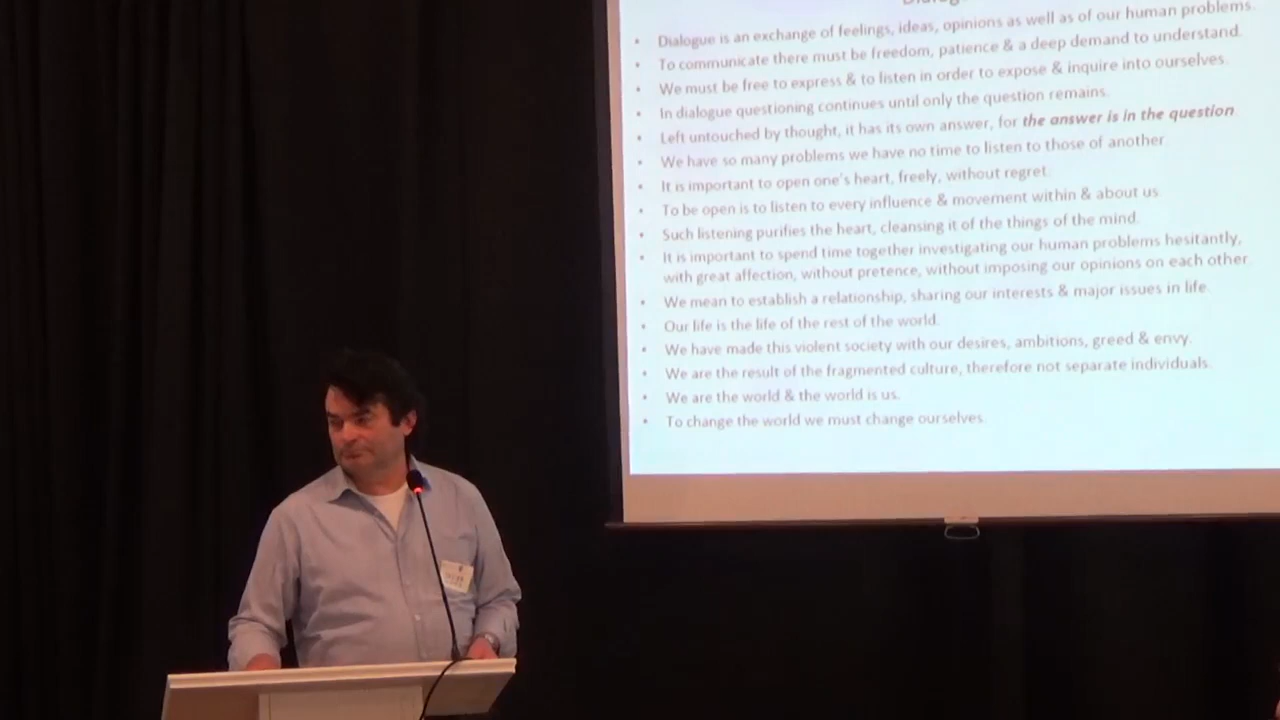 Dialogue
• Dialogue is an exchange of feelings, ideas, opinions as well as of our human problems.
• To communicate there must be freedom, patience & a deep demand to understand.
• We must be free to express & to listen in order to expose & inquire into ourselves.
• In dialogue questioning continues until only the question remains.
• Left untouched by thought, it has its own answer, for the answer is in the question.
• We have so many problems we have no time to listen to those of another.
• It is important to open one's heart, freely, without regret.
• To be open is to listen to every influence & movement within & about us.
• Such listening purifies the heart, cleansing it of the things of the mind.
• It is important to spend time together investigating our human problems hesitantly,
with great affection, without pretence, without imposing our opinions on each other.
• We mean to establish a relationship, sharing our interests & major issues in life.
• Our life is the life of the rest of the world.
• We have made this violent society with our desires, ambitions, greed & envy.
• We are the result of the fragmented culture, therefore not separate individuals.
• We are the world & the world is us.
• To change the world we must change ourselves.